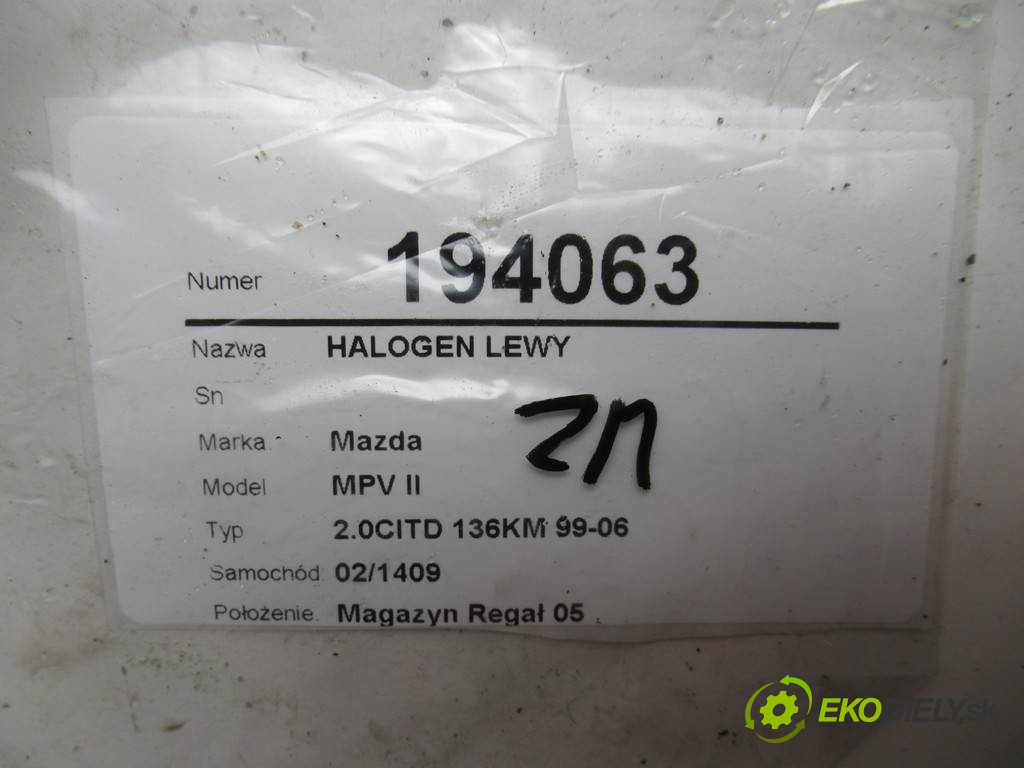 Numer 194063
Nazwa HALOGEN LEWY
Sn
Marka Mazda
Model MPV II
Typ 2.0CITD 136KM 99-06
Samochód 02/1409
Położenie. Magazyn Regał 05
EKODIELY.sk